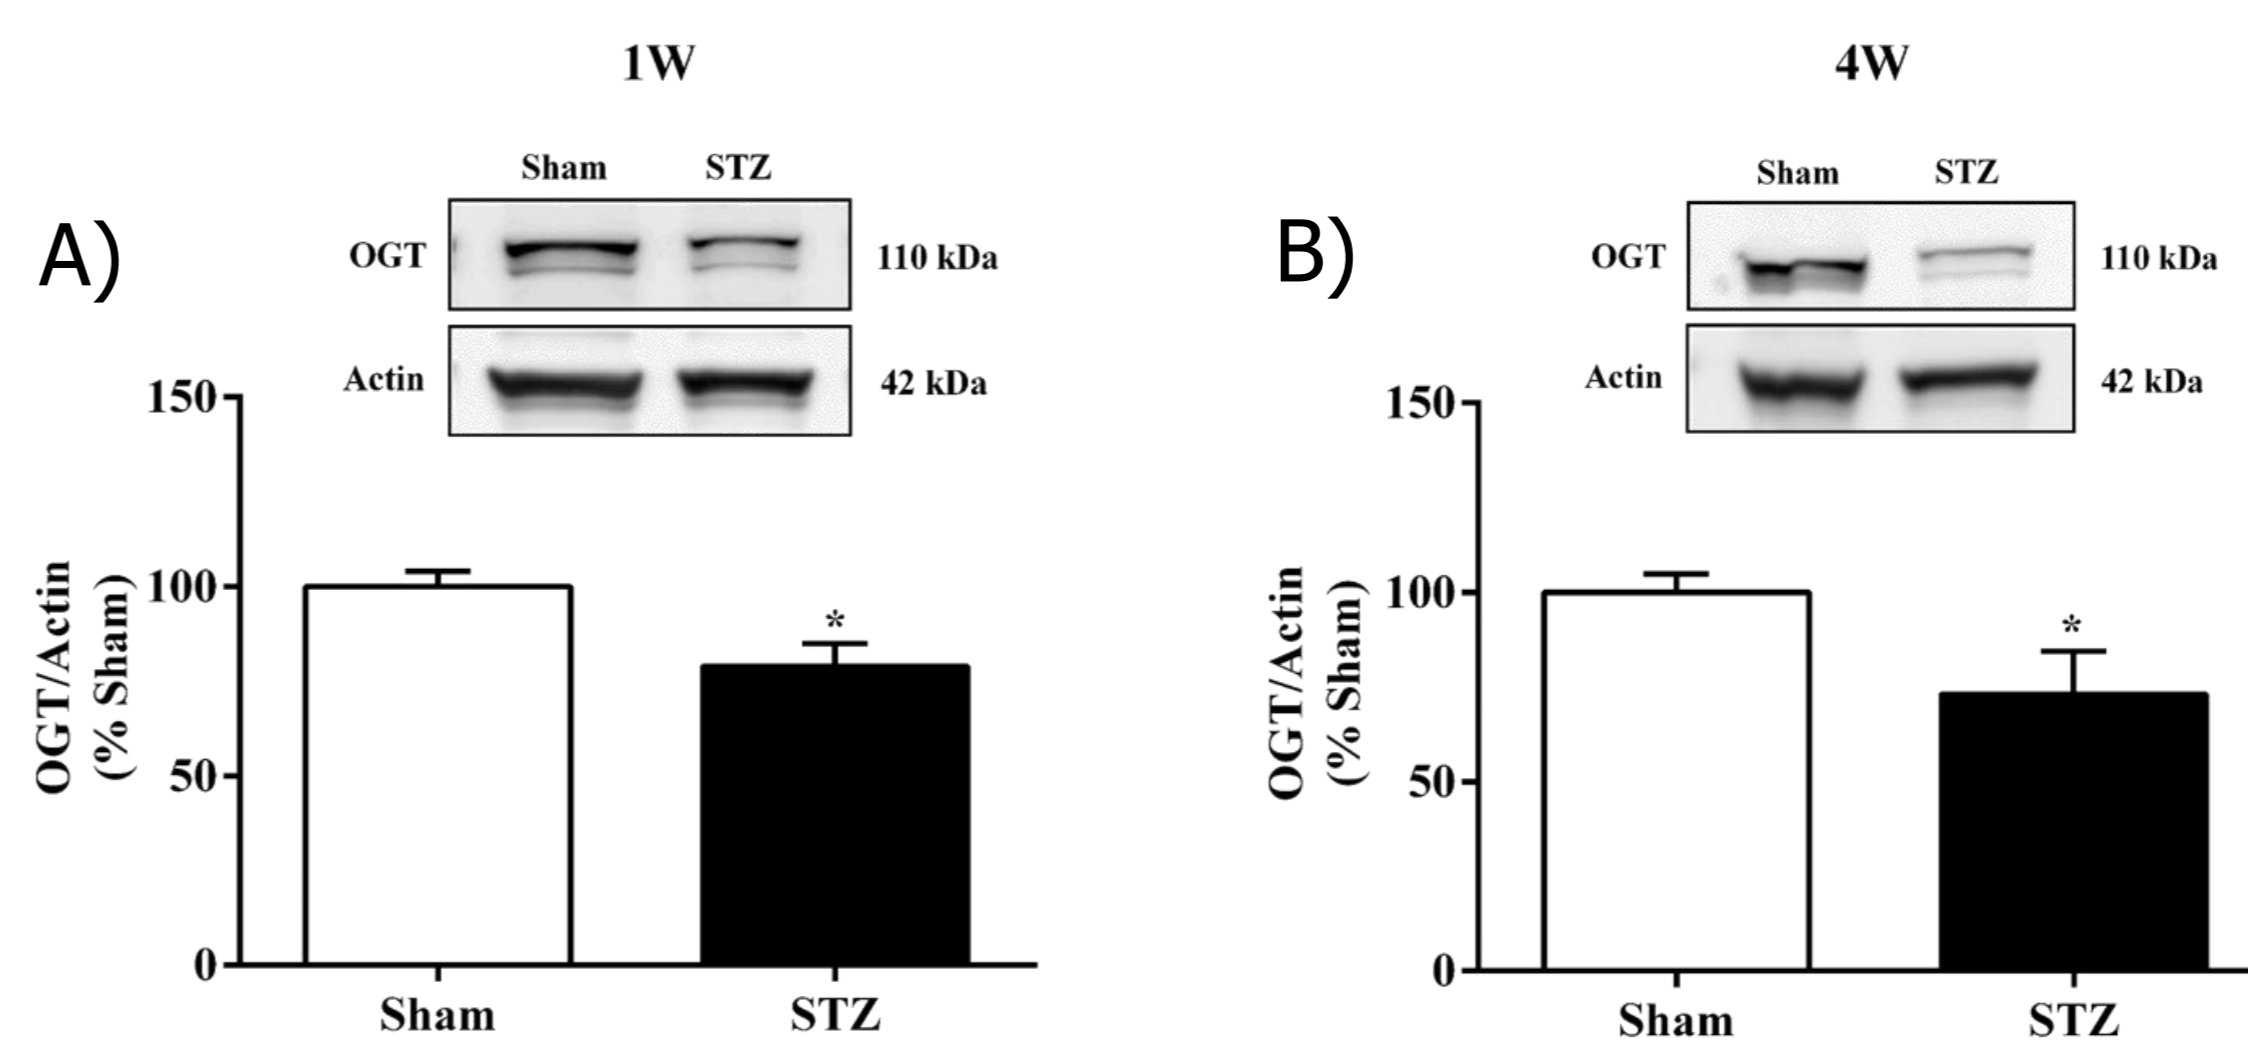 1W
Sham STZ
A)
OGT 110 kDa
Actin 42 kDa
150
100
50
0
OGT/Actin
(% Sham)
*
Sham STZ
4W
Sham STZ
B)
OGT 110 kDa
Actin 42 kDa
150
100
50
0
OGT/Actin
(% Sham)
*
Sham STZ